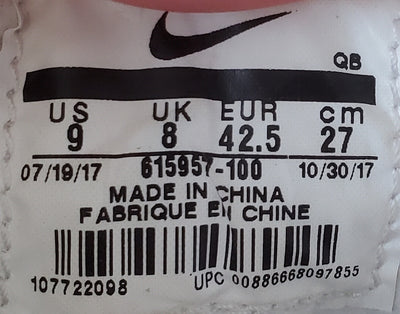 QB
US UK EUR cm
9 8 42.5 27
07/19/17 615957-100 10/30/17
MADE IN CHINA
FABRIQUE EN CHINE
107722098 UPC 00886668097855